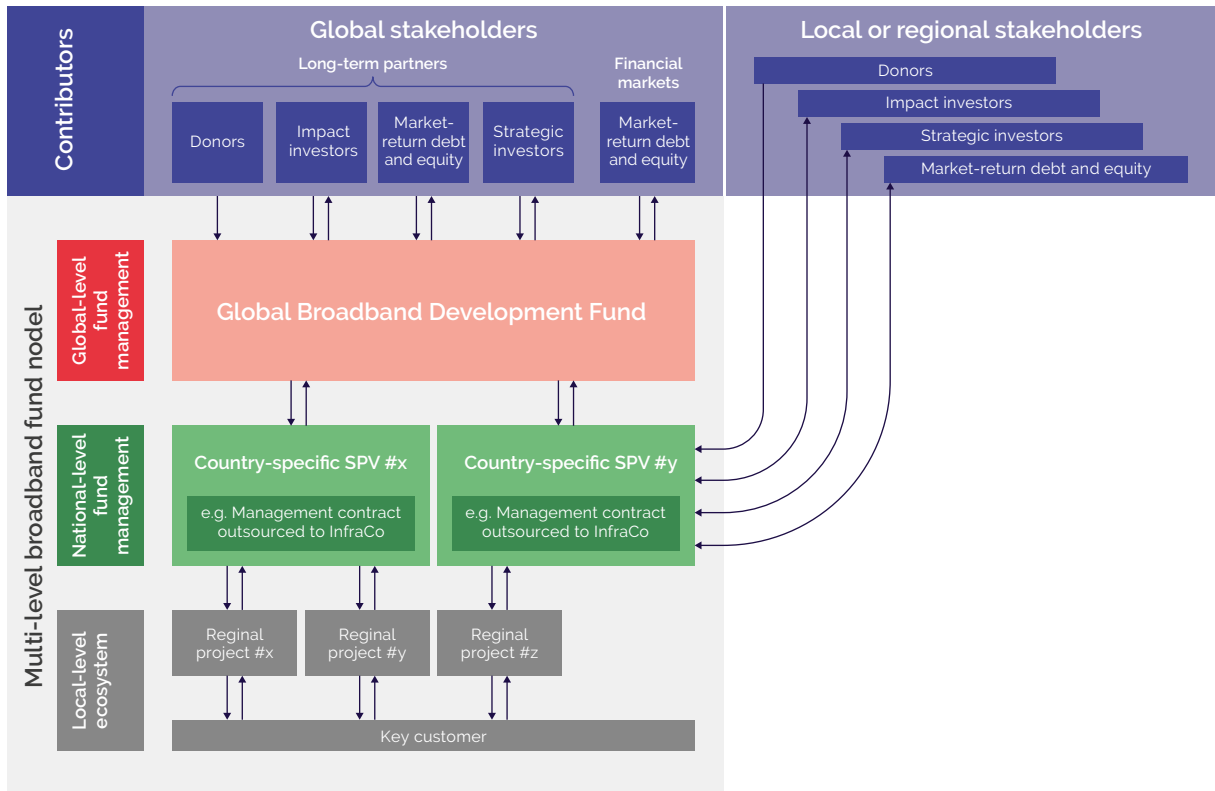 Contributors
Global stakeholders
Long-term partners
Financial
markets
Donors
Impact
investors
Market-
return debt
and equity
Strategic
investors
Market-
return debt
and equity
Local or regional stakeholders
Donors
Impact investors
Strategic investors
Market-return debt and equity
Multi-level broadband fund nodel
Global-level
fund
management
Global Broadband Development Fund
National-level
fund
management
Country-specific SPV #x
e.g. Management contract
outsourced to InfraCo
Country-specific SPV #y
e.g. Management contract
outsourced to InfraCo
Local-level
ecosystem
Reginal
project #x
Reginal
project #y
Reginal
project #z
Key customer